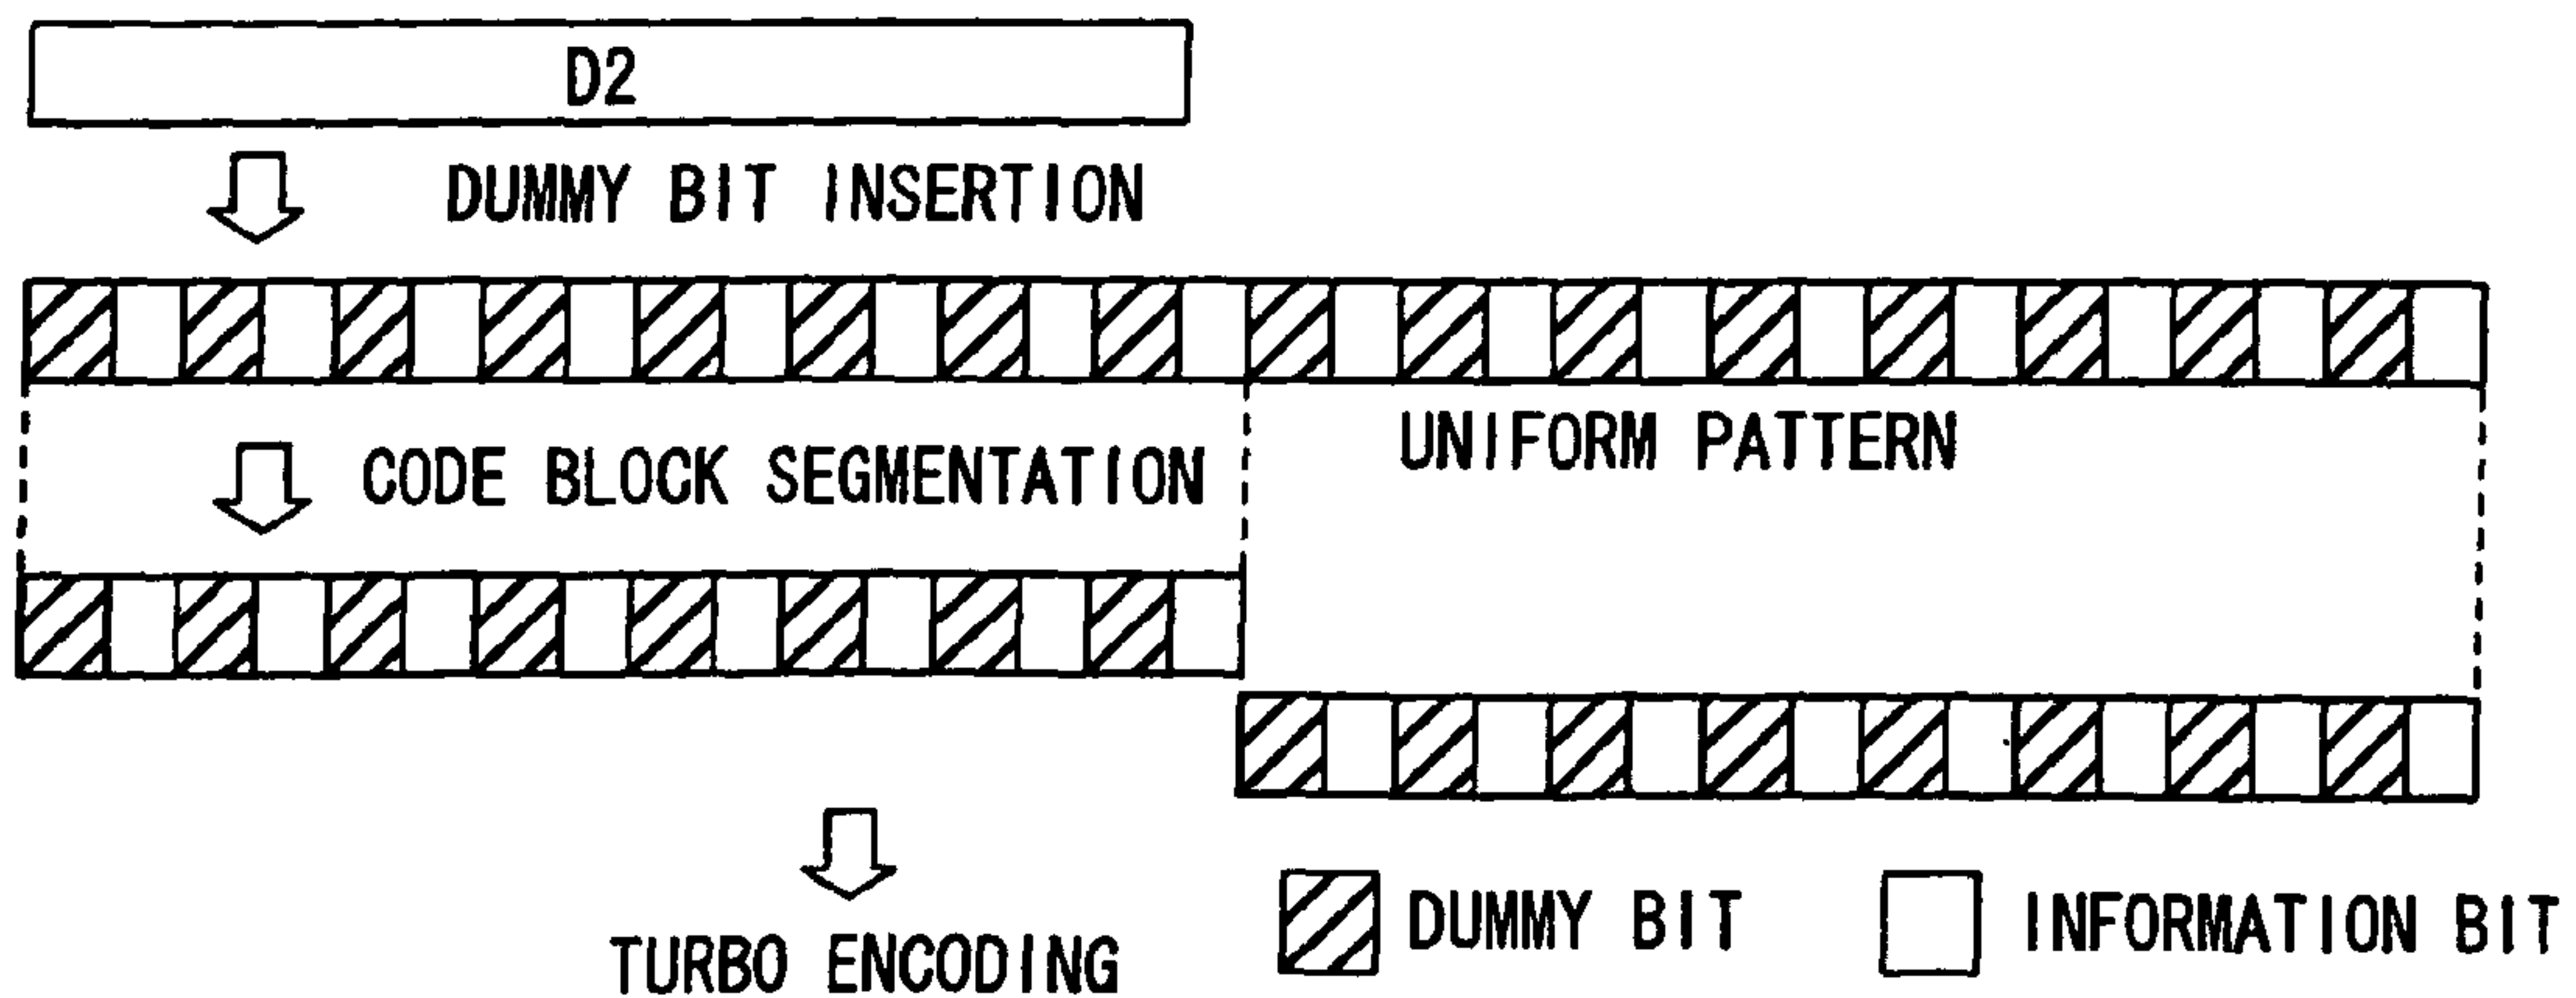 D2
DUMMY BIT INSERTION
UNIFORM PATTERN
CODE BLOCK SEGMENTATION
DUMMY BIT
INFORMATION BIT
TURBO ENCODING